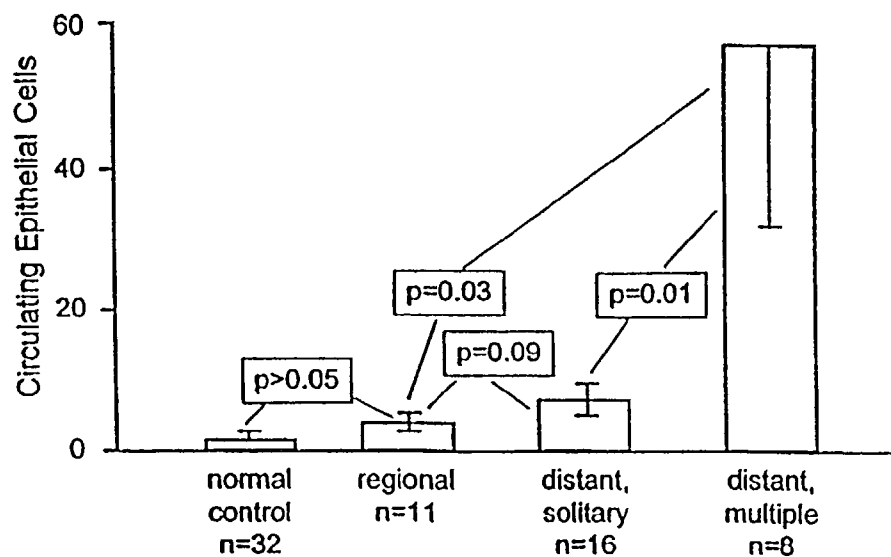 60
40
20
0
Circulating Epithelial Cells
p>0.05
p=0.03
p=0.09
p=0.01
normal
control
n=32
regional
n=11
distant,
solitary
n=16
distant,
multiple
n=8